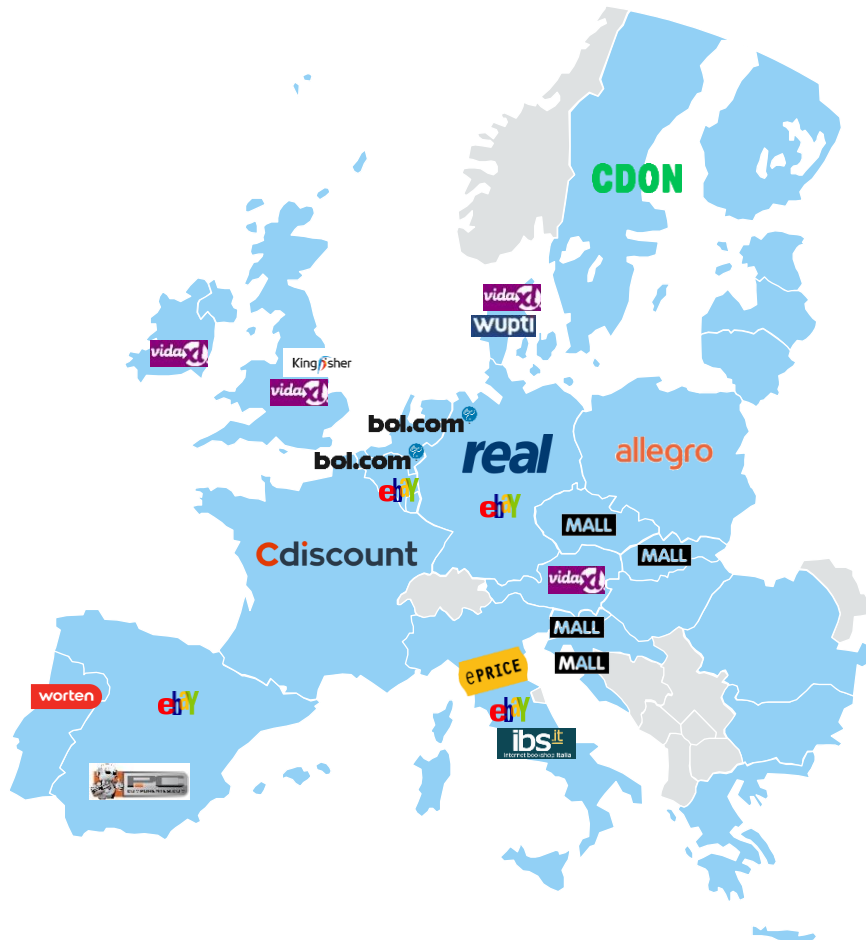 CDON
vidaXL
wupti
vidaXL
Kingfisher
vidaXL
bol.com
bol.com
real
allegro
ebay
ebay
MALL
Cdiscount
MALL
vidaXL
MALL
ePRICE
MALL
worten
ebay
ebay
ibs.it
internet bookshop italia
PC